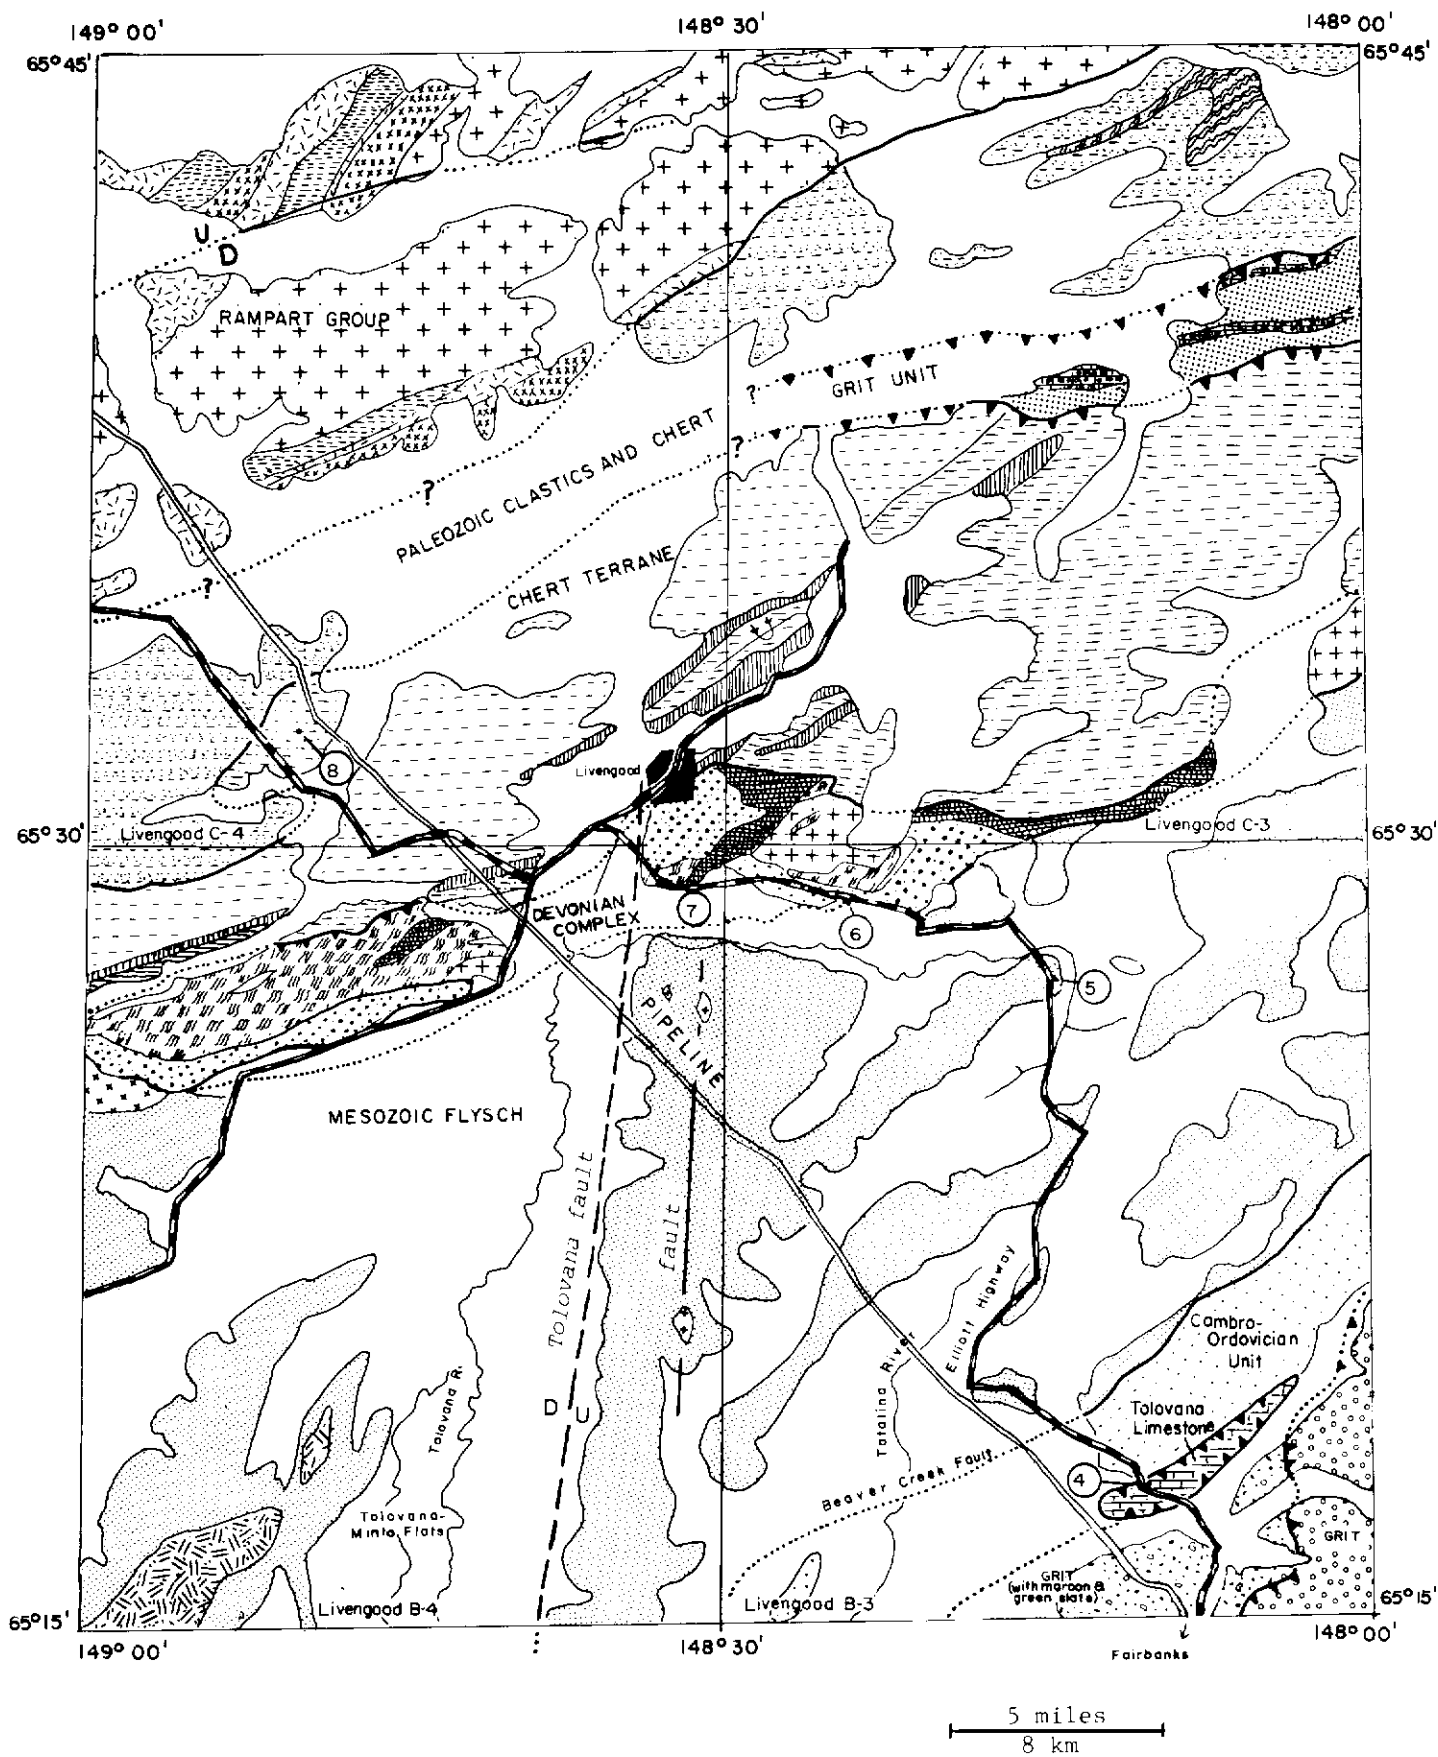 149° 00'
148° 30'
148° 00'
65° 45'
65° 45'
U
D
RAMPART GROUP
GRIT UNIT
?
?
?
PALEOZOIC CLASTICS AND CHERT
CHERT TERRANE
?
8
Livengood
Livengood C-4
Livengood C-3
65° 30'
65° 30'
DEVONIAN
COMPLEX
7
6
5
PIPELINE
MESOZOIC FLYSCH
Tolovana fault
fault
Elliott Highway
Cambro-
Ordovician
Unit
Tatalina River
Tolovana R.
D
U
Tolovana
Limestone
Beaver Creek Fault
4
Tolovana-
Minto Flats
GRIT
GRIT
(with maroon &
green slate)
Livengood B-4
Livengood B-3
65° 15'
65° 15'
149° 00'
148° 30'
148° 00'
Fairbanks
5 miles
8 km